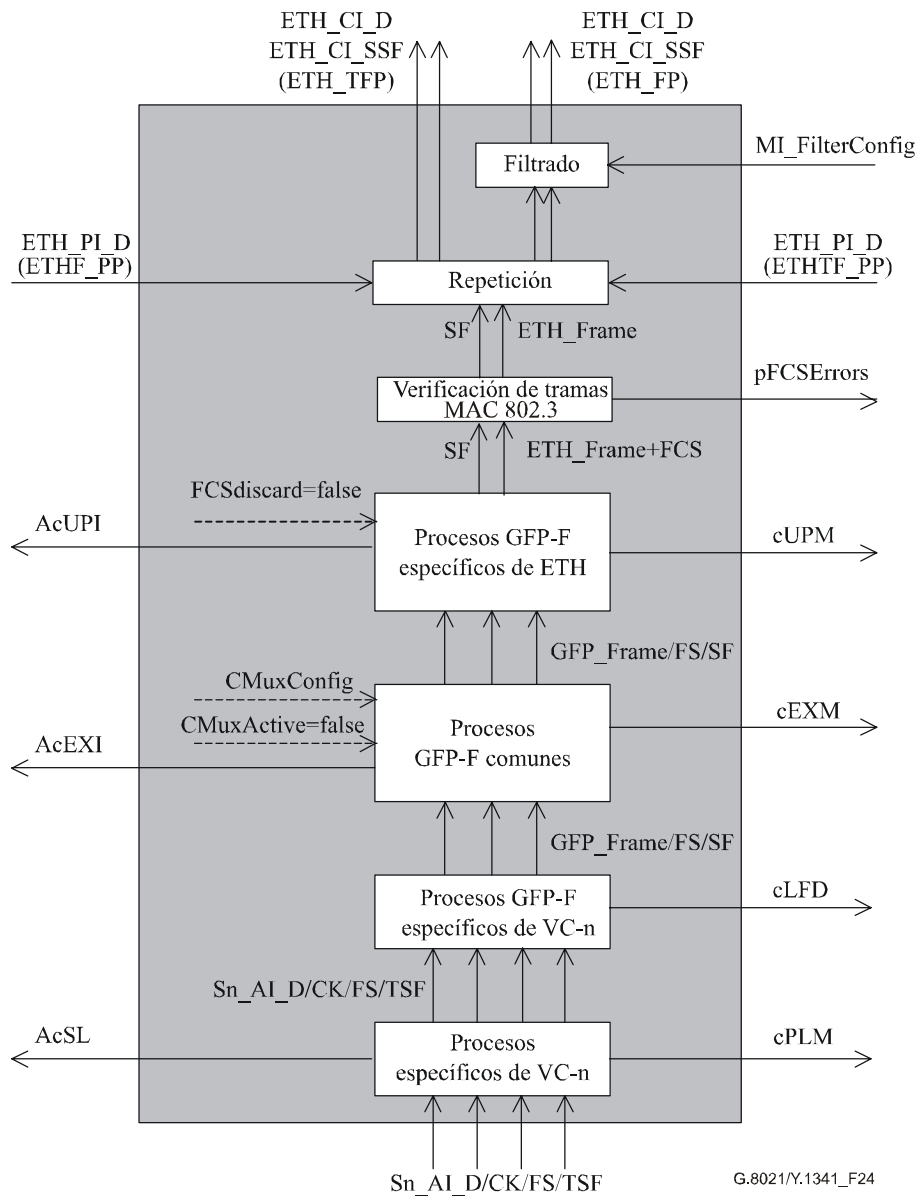 ETH_CI_D
ETH_CI_SSF
(ETH_TFP)
ETH_CI_D
ETH_CI_SSF
(ETH_FP)
Filtrado
MI_FilterConfig
ETH_PI_D
(ETHF_PP)
Repetición
ETH_PI_D
(ETHTF_PP)
SF
ETH_Frame
Verificación de tramas
MAC 802.3
pFCSErrors
SF
ETH_Frame+FCS
FCSdiscard=false
AcUPI
Procesos GFP-F
específicos de ETH
cUPM
GFP_Frame/FS/SF
CMuxConfig
CMuxActive=false
AcEXI
Procesos
GFP-F comunes
cEXM
GFP_Frame/FS/SF
Procesos GFP-F
específicos de VC-n
cLFD
Sn_AI_D/CK/FS/TSF
AcSL
Procesos
específicos de VC-n
cPLM
Sn_AI_D/CK/FS/TSF
G.8021/Y.1341_F24